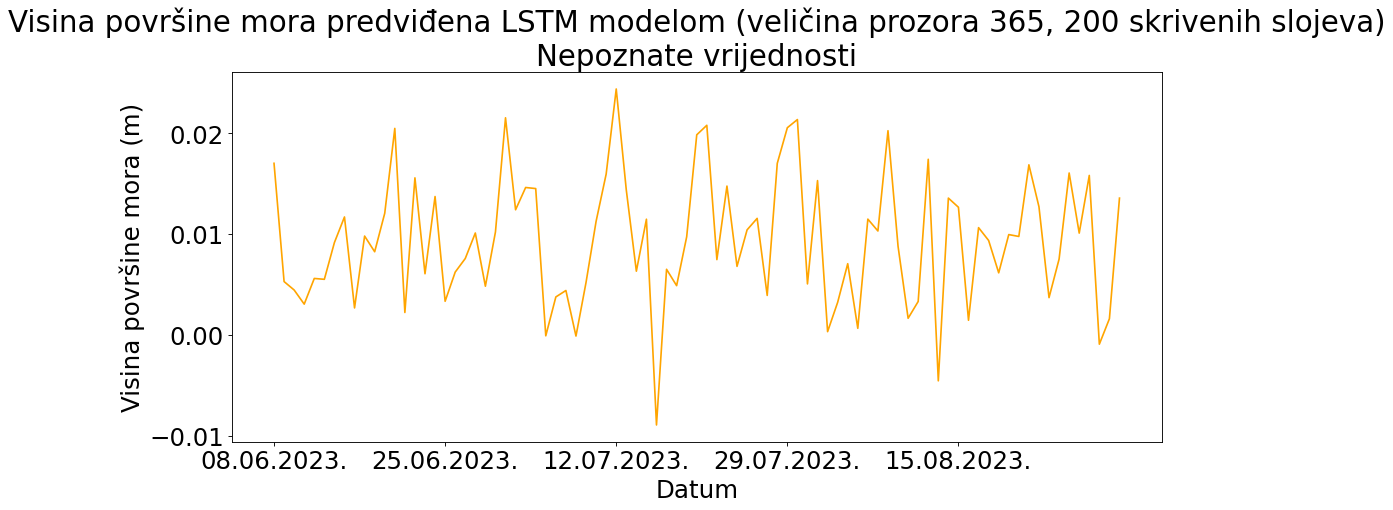 Visina površine mora predviđena LSTM modelom (veličina prozora 365, 200 skrivenih slojeva)
Nepoznate vrijednosti
Visina površine mora (m)
0.02
0.01
0.00
−0.01
08.06.2023. 25.06.2023. 12.07.2023. 29.07.2023. 15.08.2023.
Datum